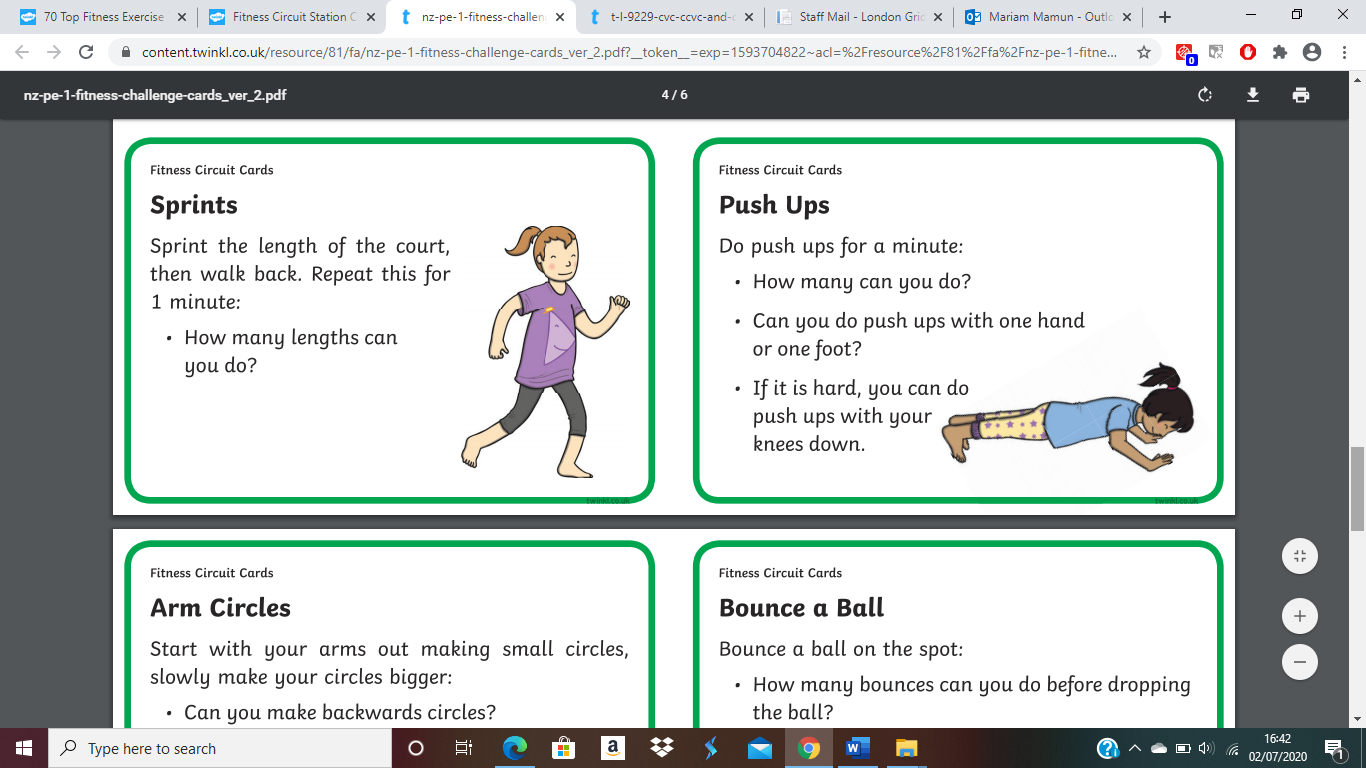 70 Top Fitness Exercise
Fitness Circuit Station C
nz-pe-1-fitness-challen
t-l-9229-cvc-ccvc-and-c
Staff Mail - London Gric
Mariam Mamun - Outlo
content.twinkl.co.uk/resource/81/fa/nz-pe-1-fitness-challenge-cards_ver_2.pdf?__token__=exp=1593704822~acl=%2Fresource%2F81%2Ffa%2Fnz-pe-1-fitne...
0
nz-pe-1-fitness-challenge-cards_ver_2.pdf
4 / 6
Fitness Circuit Cards
Sprints
Sprint the length of the court,
then walk back. Repeat this for
1 minute:
• How many lengths can
you do?
twinkl.co.uk
Fitness Circuit Cards
Push Ups
Do push ups for a minute:
• How many can you do?
• Can you do push ups with one hand
or one foot?
• If it is hard, you can do
push ups with your
knees down.
twinkl.co.uk
Fitness Circuit Cards
Arm Circles
Start with your arms out making small circles,
slowly make your circles bigger:
• Can you make backwards circles?
Fitness Circuit Cards
Bounce a Ball
Bounce a ball on the spot:
• How many bounces can you do before dropping
the ball?
Type here to search
16:42
02/07/2020
1